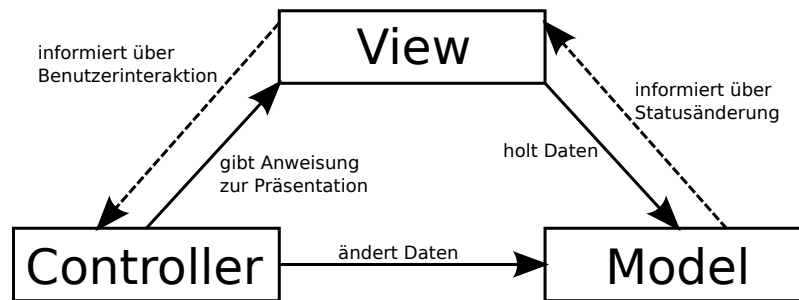 View
informiert über
Benutzerinteraktion
informiert über
Statusänderung
gibt Anweisung
zur Präsentation
holt Daten
Controller
ändert Daten
Model